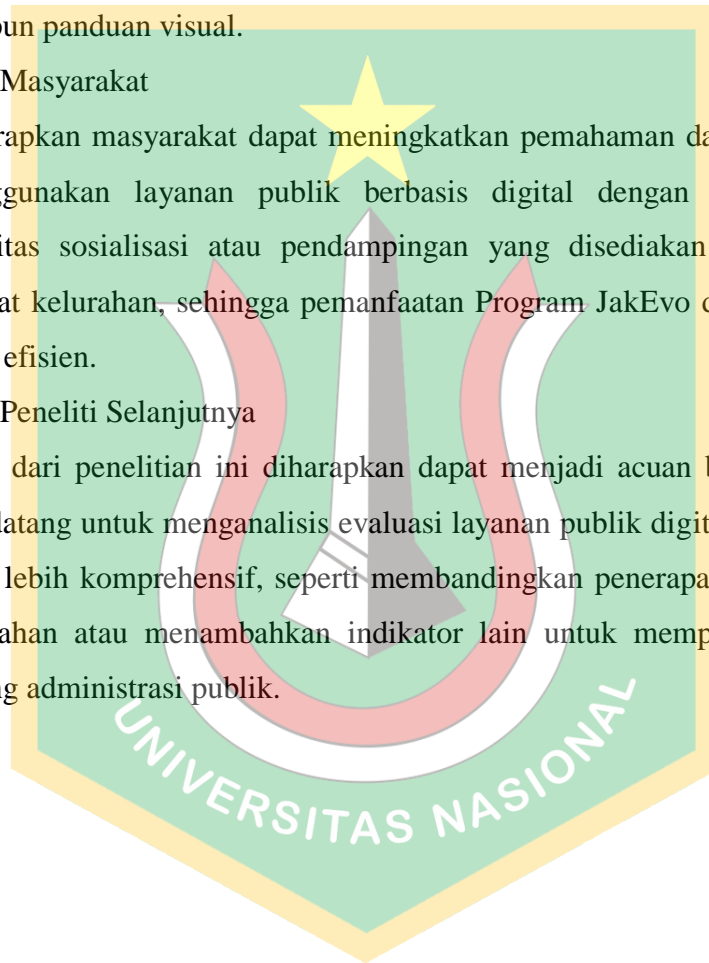 pun panduan visual.
Masyarakat
rapkan masyarakat dapat meningkatkan pemahaman da
ggunakan layanan publik berbasis digital dengan
itas sosialisasi atau pendampingan yang disediakan
at kelurahan, sehingga pemanfaatan Program JakEvo
efisien.
Peneliti Selanjutnya
dari penelitian ini diharapkan dapat menjadi acuan
latang untuk menganalisis evaluasi layanan publik digit
lebih komprehensif, seperti membandingkan penerapa
ahan atau menambahkan indikator lain untuk memp
g administrasi publik.
UNIVERSITAS NASIONAL